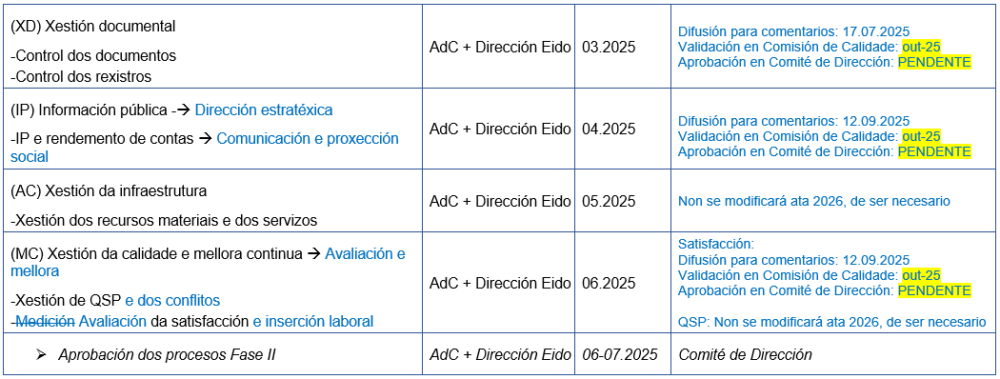 (XD) Xestión documental
-Control dos documentos
-Control dos rexistros
AdC + Dirección Eido
03.2025
Difusión para comentarios: 17.07.2025
Validación en Comisión de Calidade: out-25
Aprobación en Comité de Dirección: PENDENTE
(IP) Información pública -→ Dirección estratéxica
-IP e rendemento de contas → Comunicación e proxección
social
AdC + Dirección Eido
04.2025
Difusión para comentarios: 12.09.2025
Validación en Comisión de Calidade: out-25
Aprobación en Comité de Dirección: PENDENTE
(AC) Xestión da infraestrutura
-Xestión dos recursos materiais e dos servizos
AdC + Dirección Eido
05.2025
Non se modificará ata 2026, de ser necesario
(MC) Xestión da calidade e mellora continua → Avaliación e
mellora
-Xestión de QSP e dos conflitos
-Medición Avaliación da satisfacción e inserción laboral
AdC + Dirección Eido
06.2025
Satisfacción:
Difusión para comentarios: 12.09.2025
Validación en Comisión de Calidade: out-25
Aprobación en Comité de Dirección: PENDENTE
QSP: Non se modificará ata 2026, de ser necesario
➢ Aprobación dos procesos Fase II
AdC + Dirección Eido
06-07.2025
Comité de Dirección